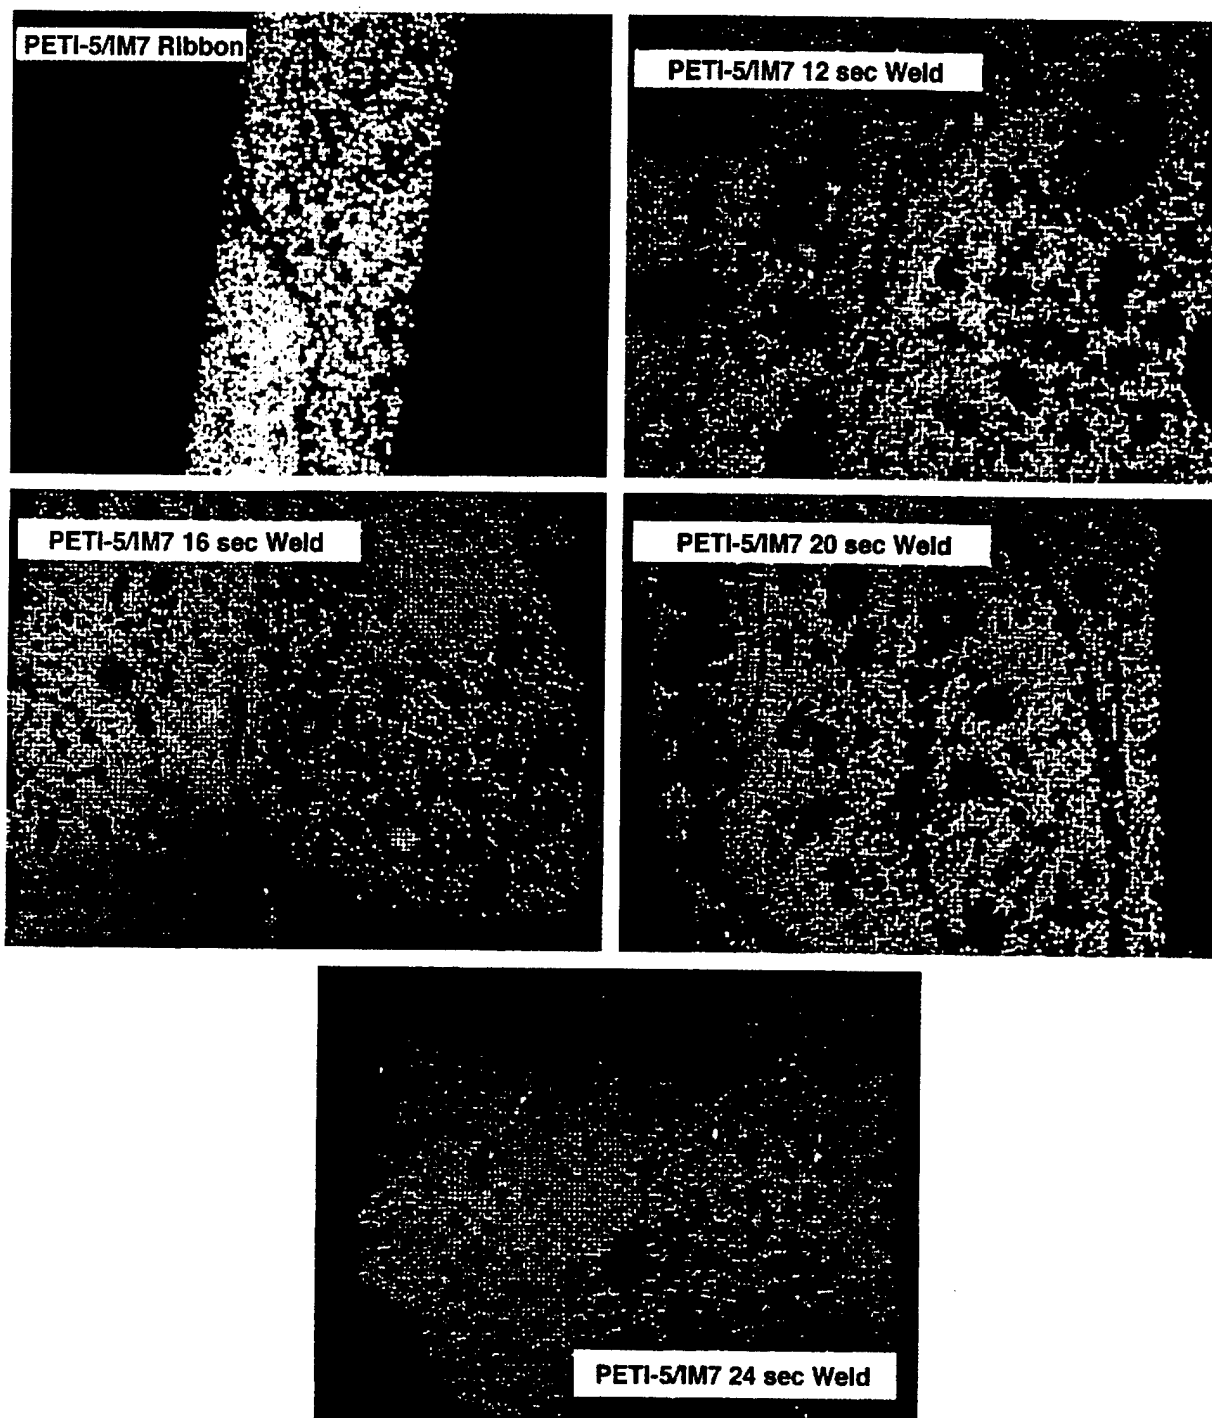 PETI-5/IM7 Ribbon
PETI-5/IM7 12 sec Weld
PETI-5/IM7 16 sec Weld
PETI-5/IM7 20 sec Weld
PETI-5/IM7 24 sec Weld